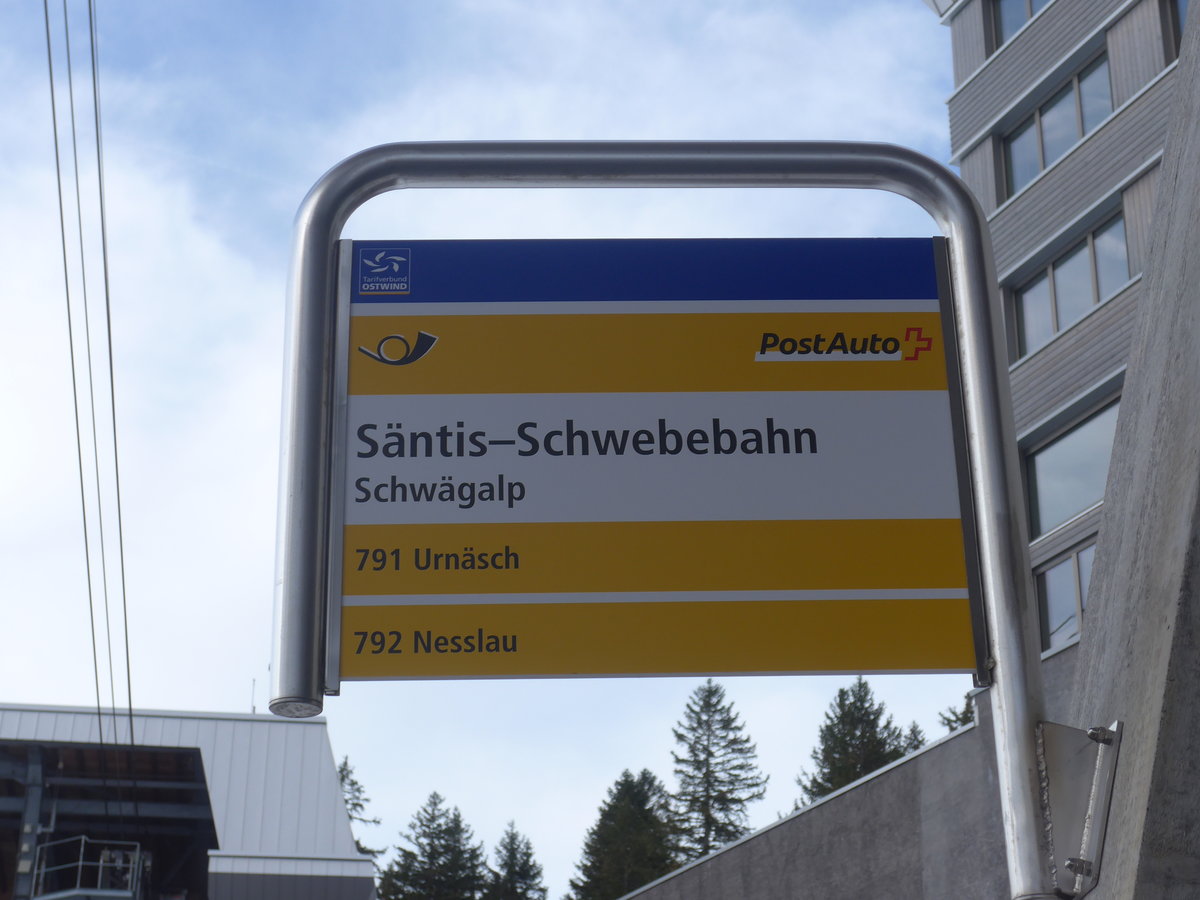 Tarifverbund
OSTWIND
PostAuto
Säntis–Schwebebahn
Schwägalp
791 Urnäsch
792 Nesslau